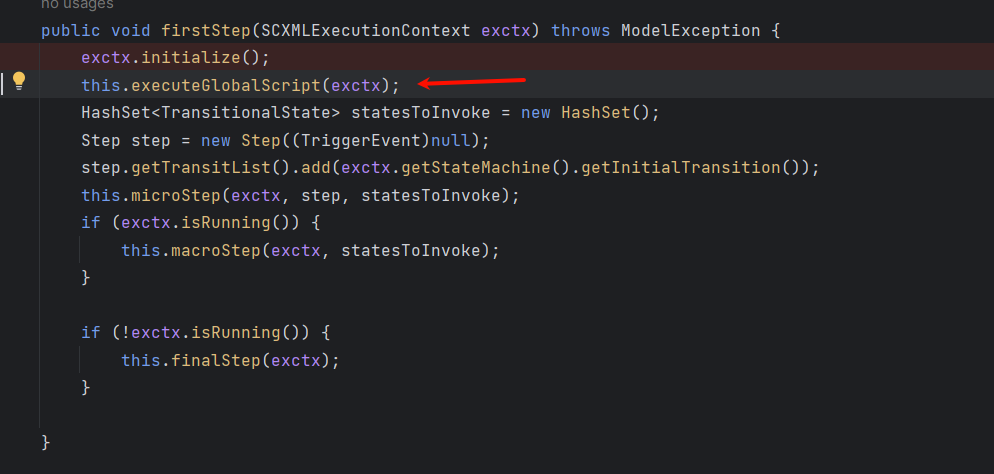 no usages
public void firstStep(SCXMLExecutionContext exctx) throws ModelException {
exctx.initialize();
this.executeGlobalScript(exctx);
HashSet<TransitionalState> statesToInvoke = new HashSet();
Step step = new Step((TriggerEvent)null);
step.getTransitList().add(exctx.getStateMachine().getInitialTransition());
this.microStep(exctx, step, statesToInvoke);
if (exctx.isRunning()) {
this.macroStep(exctx, statesToInvoke);
}
if (!exctx.isRunning()) {
this.finalStep(exctx);
}
}